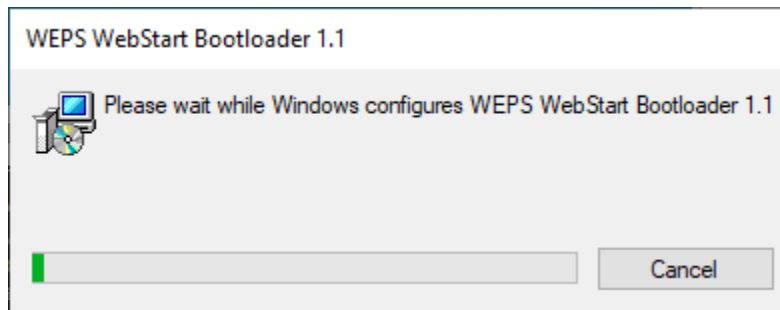 WEPS WebStart Bootloader 1.1
Please wait while Windows configures WEPS WebStart Bootloader 1.1
Cancel